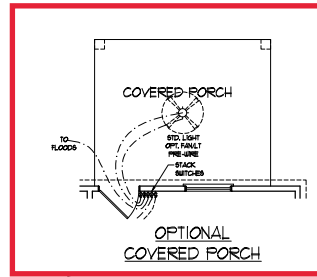 COVERED PORCH
TO
FLOODS
STD. LIGHT
OPT. FAN/LT
PRE-WIRE
STACK
SWITCHES
OPTIONAL
COVERED PORCH